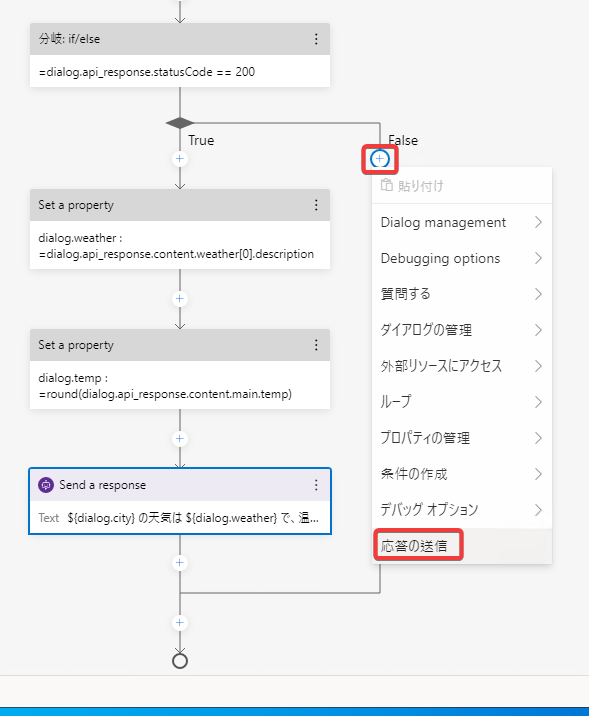 分岐: if/else
=dialog.api_response.statusCode == 200
True
False
Set a property
dialog.weather :
=dialog.api_response.content.weather[0].description
Set a property
dialog.temp :
=round(dialog.api_response.content.main.temp)
Send a response
Text ${dialog.city} の天気は ${dialog.weather} で、温...
貼り付け
Dialog management
Debugging options
質問する
ダイアログの管理
外部リソースにアクセス
ループ
プロパティの管理
条件の作成
デバッグ オプション
応答の送信